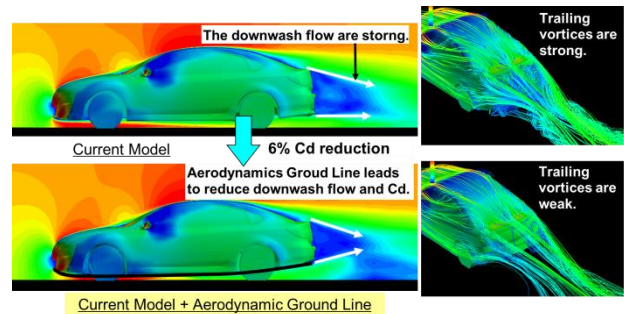 The downwash flow are storng.
Trailing
vortices are
strong.
Current Model
6% Cd reduction
Aerodynamics Groud Line leads
to reduce downwash flow and Cd.
Trailing
vortices are
weak.
Current Model + Aerodynamic Ground Line